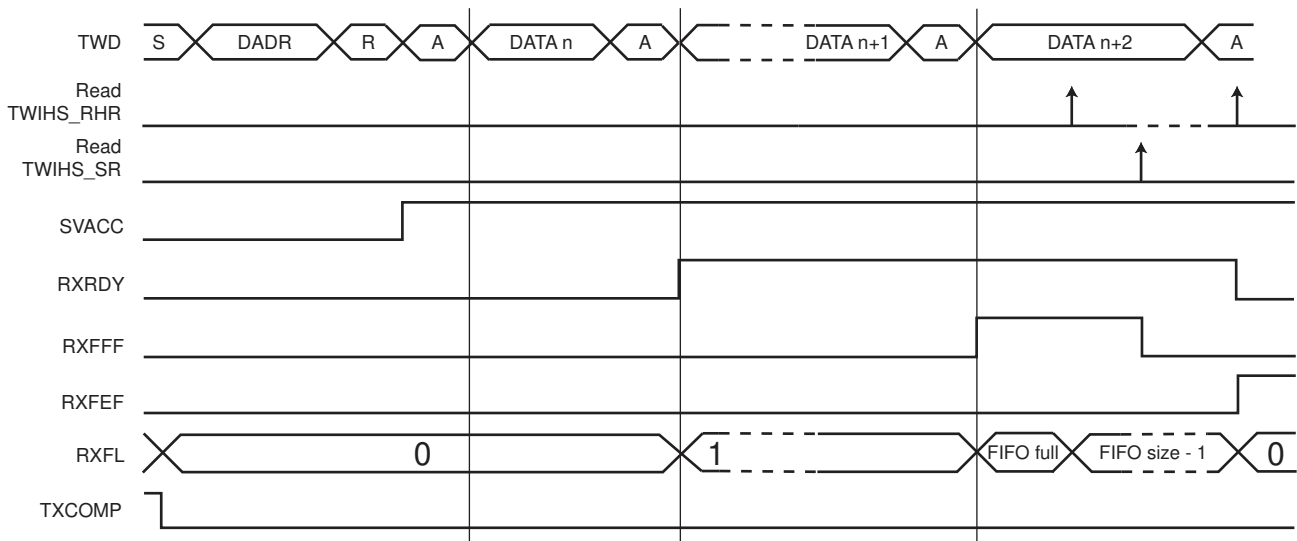 TWD S DADR R A DATA n A DATA n+1 A DATA n+2 A
Read
TWIHS_RHR
Read
TWIHS_SR
SVACC
RXRDY
RXFFF
RXFEF
RXFL 0 1 FIFO full FIFO size - 1 0
TXCOMP